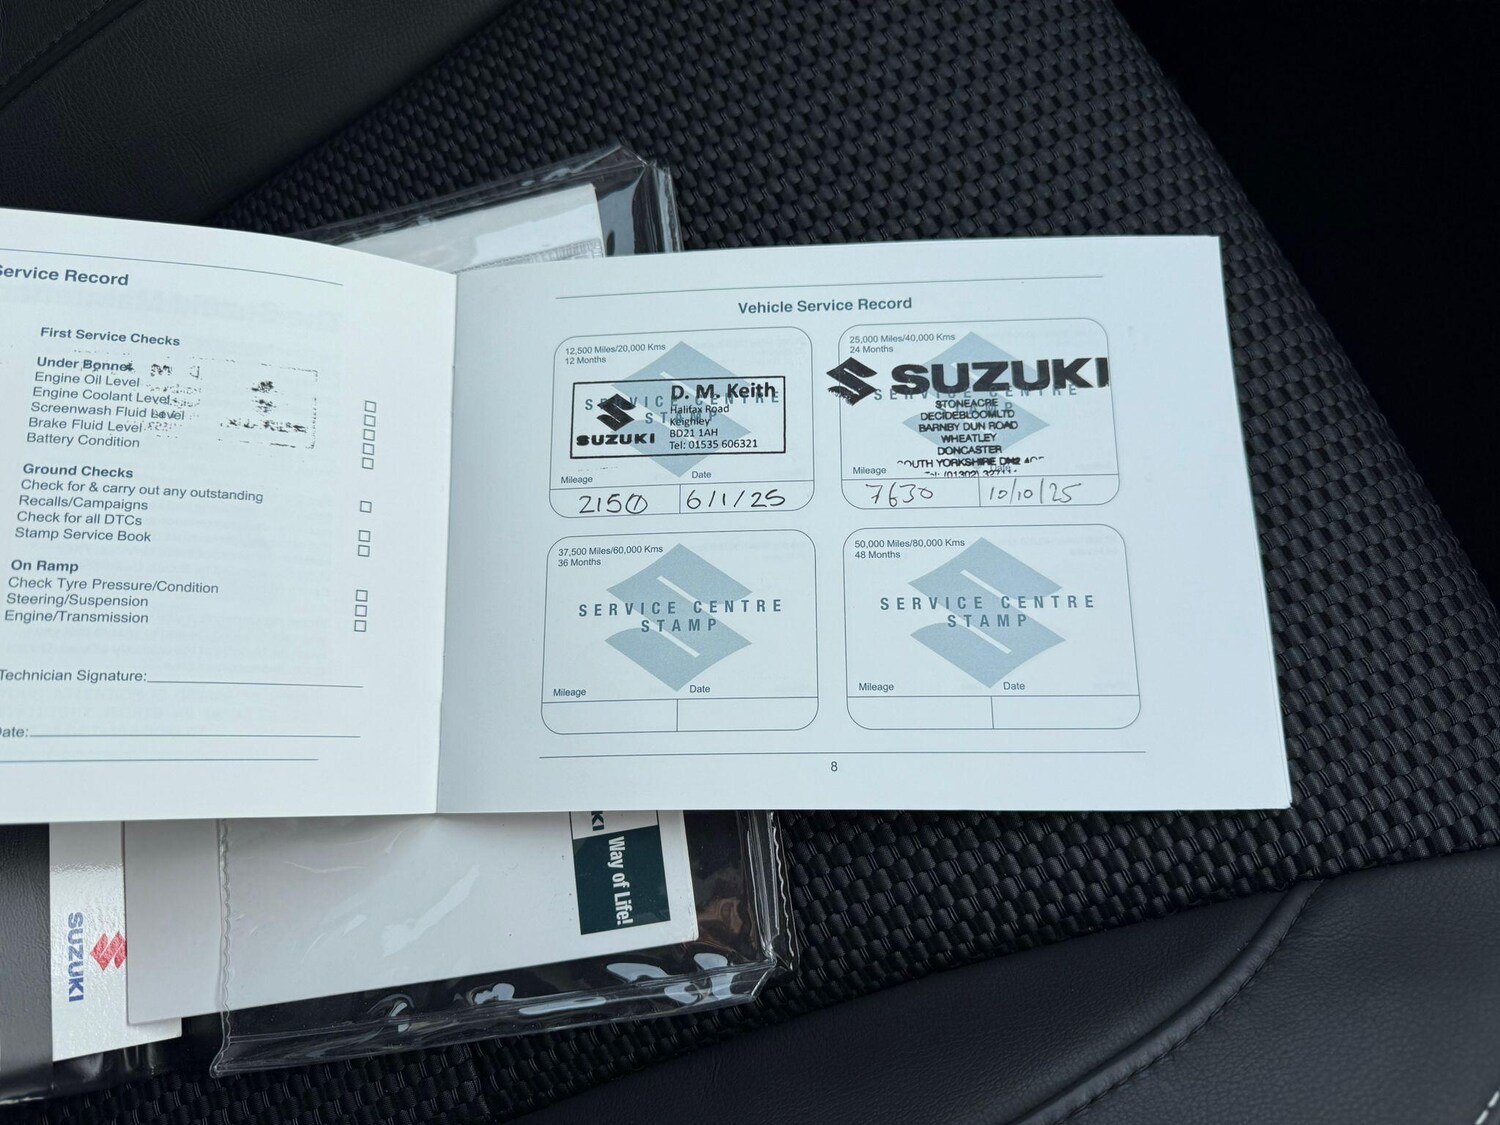 Service Record
First Service Checks
Under Bonnet
Engine Oil Level
Engine Coolant Level
Screenwash Fluid Level
Brake Fluid Level
Battery Condition
Ground Checks
Check for & carry out any outstanding
Recalls/Campaigns
Check for all DTCs
Stamp Service Book
On Ramp
Check Tyre Pressure/Condition
Steering/Suspension
Engine/Transmission
Technician Signature:
Date:
Vehicle Service Record
12,500 Miles/20,000 Kms
12 Months
SERVICE CENTRE
STAMP
SUZUKI
D. M. Keith
Halifax Road
Keighley
BD21 1AH
Tel: 01535 606321
Mileage Date
6/1/25
25,000 Miles/40,000 Kms
24 Months
SERVICE CENTRE
SUZUKI
STONEACRE
DECIDEBLOOMLTD
BARNBY DUN ROAD
WHEATLEY
DONCASTER
SOUTH YORKSHIRE
Mileage Date
7630 10/10/25
37,500 Miles/60,000 Kms
36 Months
SERVICE CENTRE
STAMP
Mileage Date
50,000 Miles/80,000 Kms
48 Months
SERVICE CENTRE
STAMP
Mileage Date
8
Way of Life!
SUZUKI